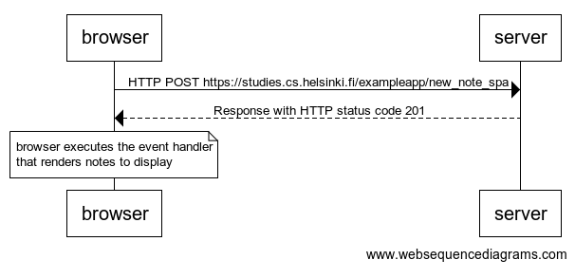 browser
server
HTTP POST https://studies.cs.helsinki.fi/exampleapp/new_note_spa
Response with HTTP status code 201
browser executes the event handler
that renders notes to display
browser
server
www.websequencediagrams.com